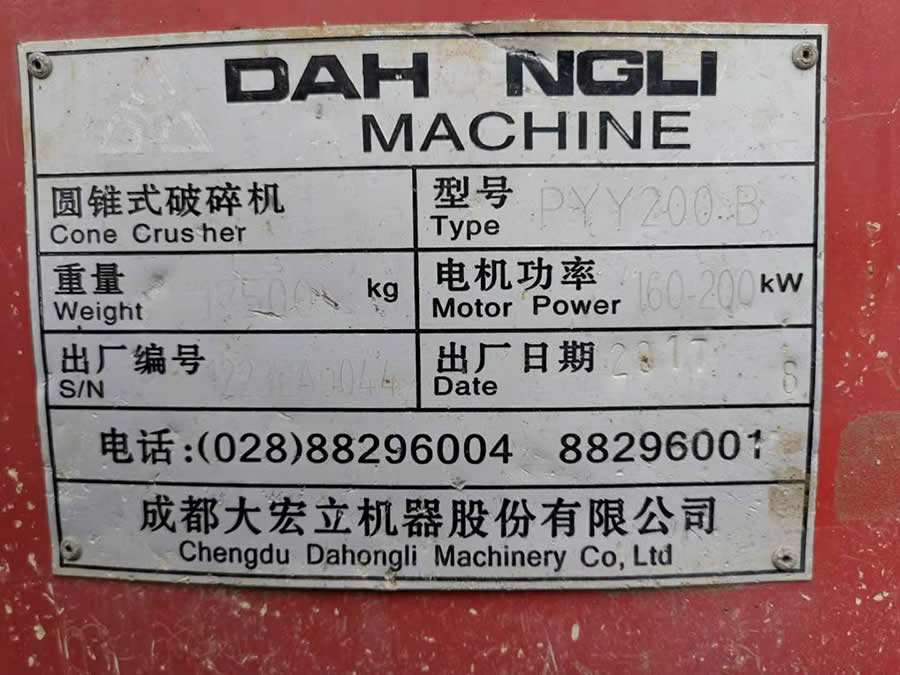 DAH NGLI
MACHINE
圆锥式破碎机
Cone Crusher
型号 PYY200 B
Type
重量
Weight kg
电机功率 160-200 kW
Motor Power
出厂编号
S/N
出厂日期 2017 6
Date
电话:(028)88296004 88296001
成都大宏立机器股份有限公司
Chengdu Dahongli Machinery Co, Ltd